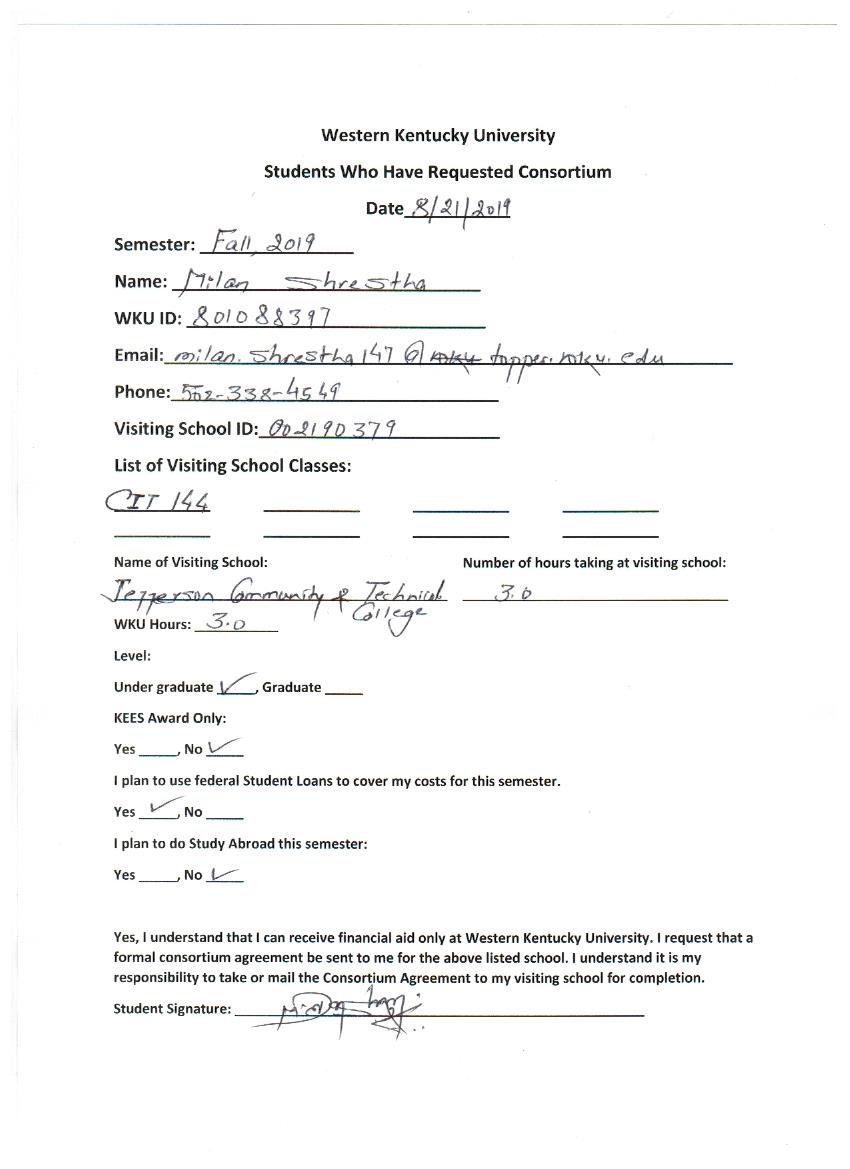 Western Kentucky University
Students Who Have Requested Consortium
Date 8/21/2019
Semester: Fall, 2019
Name: Milan Shrestha
WKU ID: 801088397
Email: milan.shrestha147@ wku topper.wku.edu
Phone: 502-338-4549
Visiting School ID: 002190379
List of Visiting School Classes:
CIT 144
Name of Visiting School: Number of hours taking at visiting school:
Jefferson Community & Technical 3.0
College
WKU Hours: 3.0
Level:
Under graduate ✓, Graduate ____
KEES Award Only:
Yes ____, No ✓
I plan to use federal Student Loans to cover my costs for this semester.
Yes ✓, No ____
I plan to do Study Abroad this semester:
Yes ____, No ✓
Yes, I understand that I can receive financial aid only at Western Kentucky University. I request that a
formal consortium agreement be sent to me for the above listed school. I understand it is my
responsibility to take or mail the Consortium Agreement to my visiting school for completion.
Student Signature: